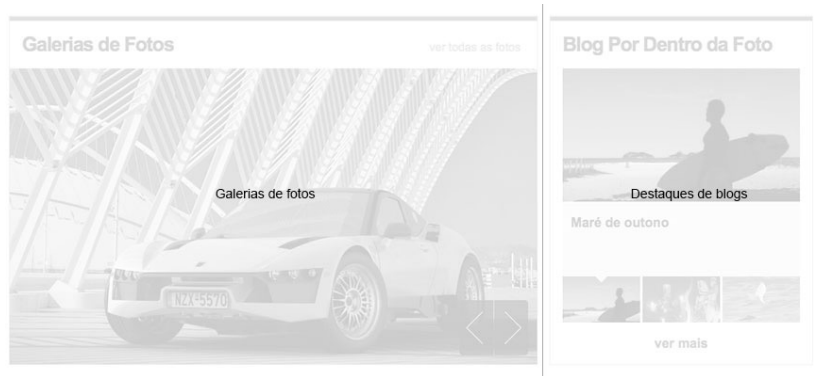 Galerias de Fotos
ver todas as fotos
Galerias de fotos
NZX-5570
Blog Por Dentro da Foto
Destaques de blogs
Maré de outono
ver mais